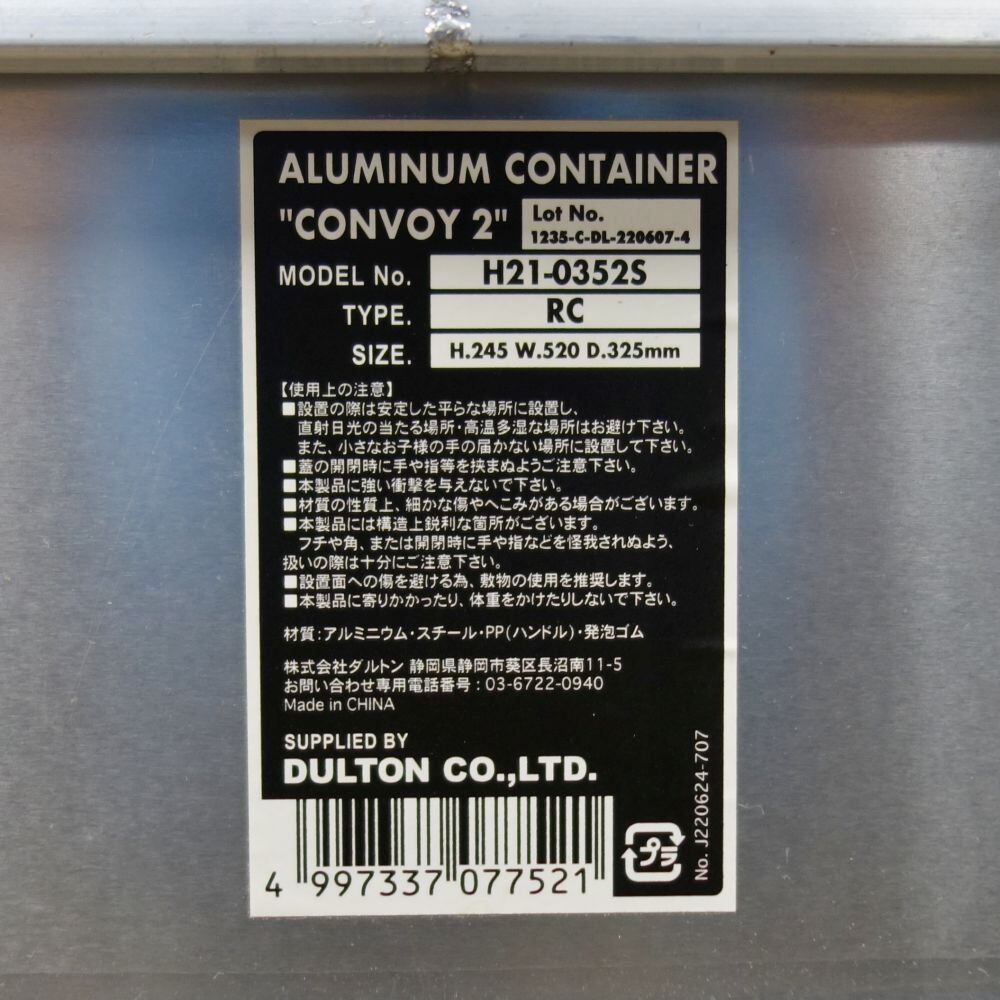 ALUMINUM CONTAINER
"CONVOY 2"
Lot No.
1235-C-DL-220607-4
MODEL No. H21-0352S
TYPE. RC
SIZE. H.245 W.520 D.325mm
【使用上の注意】
■設置の際は安定した平らな場所に設置し、
直射日光の当たる場所・高温多湿な場所はお避け下さい。
また、小さなお子様の手の届かない場所に設置して下さい。
■蓋の開閉時に手や指等を挟まぬようご注意下さい。
■本製品に強い衝撃を与えないで下さい。
■材質の性質上、細かな傷やへこみがある場合がございます。
■本製品には構造上鋭利な箇所がございます。
フチや角、または開閉時に手や指などを怪我されぬよう、
扱いの際は十分にご注意下さい。
■設置面への傷を避ける為、敷物の使用を推奨します。
■本製品に寄りかかったり、体重をかけたりしないで下さい。
材質：アルミニウム・スチール・PP(ハンドル)・発泡ゴム
株式会社ダルトン 静岡県静岡市葵区長沼南11-5
お問い合わせ専用電話番号：03-6722-0940
Made in CHINA
SUPPLIED BY
DULTON CO.,LTD.
4 997337 077521
プラ
No. J220624-707